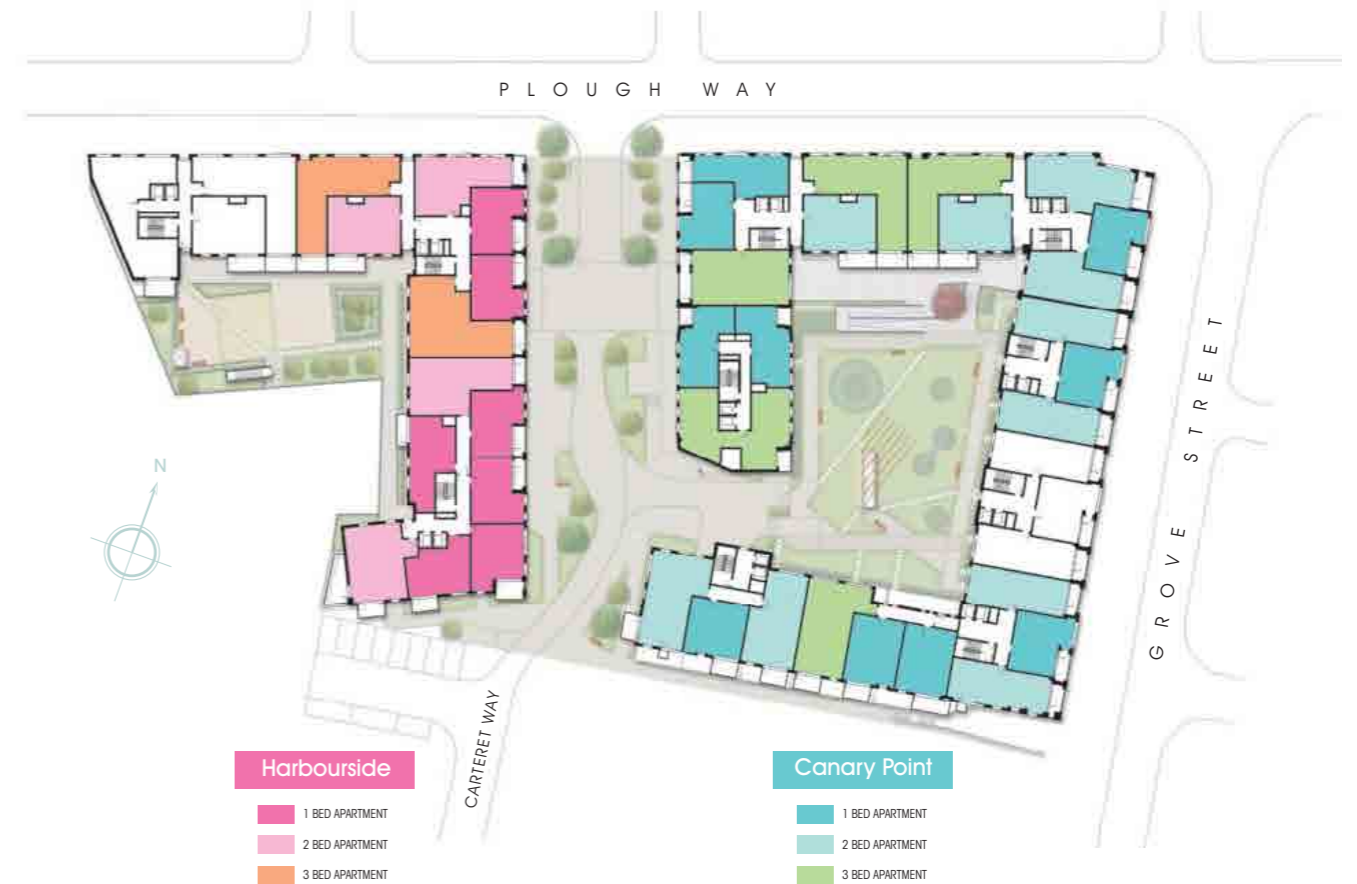 PLOUGH WAY
GROVE STREET
N
CARTERET WAY
Harbourside
1 BED APARTMENT
2 BED APARTMENT
3 BED APARTMENT
Canary Point
1 BED APARTMENT
2 BED APARTMENT
3 BED APARTMENT